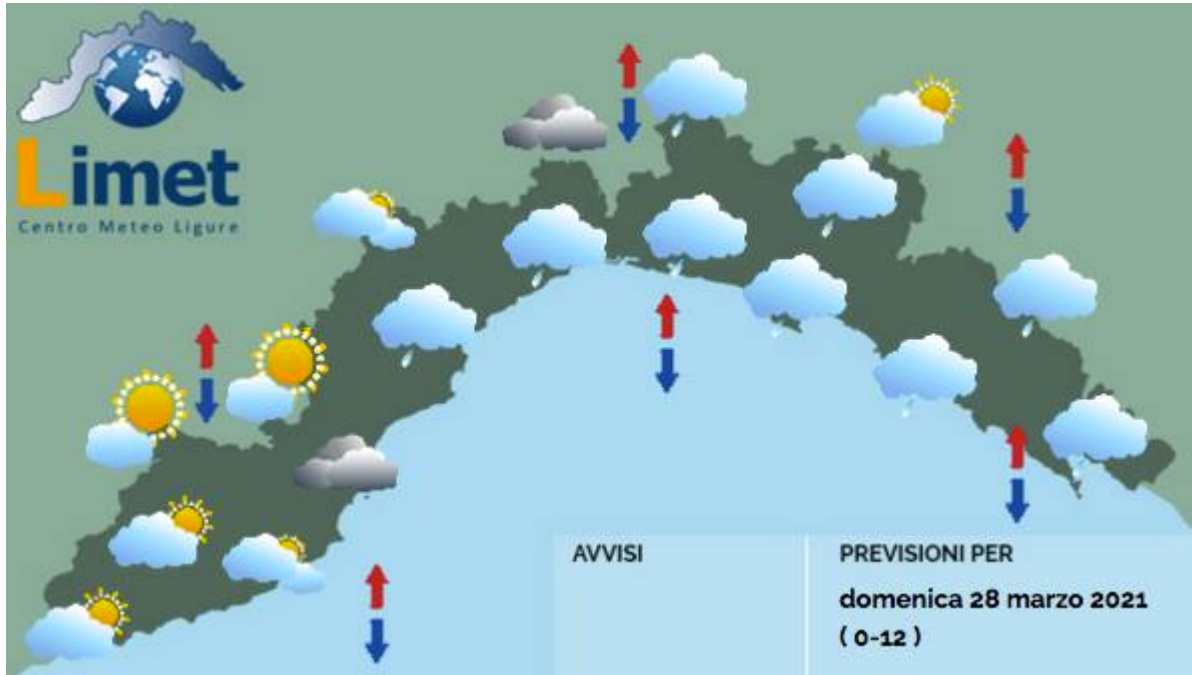 Limet
Centro Meteo Ligure
AVVISI
PREVISIONI PER
domenica 28 marzo 2021
( 0-12 )